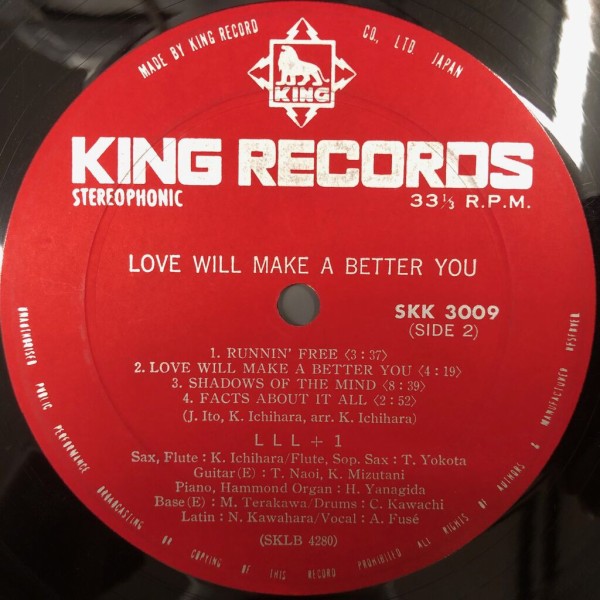 MADE BY KING RECORD CO., LTD. JAPAN
KING
KING RECORDS
STEREOPHONIC
33⅓ R.P.M.
LOVE WILL MAKE A BETTER YOU
SKK 3009
(SIDE 2)
1. RUNNIN' FREE 〈3:37〉
2. LOVE WILL MAKE A BETTER YOU 〈4:19〉
3. SHADOWS OF THE MIND 〈8:39〉
4. FACTS ABOUT IT ALL 〈2:52〉
(J. Ito, K. Ichihara, arr. K. Ichihara)
LLL+1
Sax, Flute : K. Ichihara/Flute, Sop. Sax : T. Yokota
Guitar(E) : T. Naoi, K. Mizutani
Piano, Hammond Organ : H. Yanagida
Base(E) : M. Terakawa/Drums : C. Kawachi
Latin : N. Kawahara/Vocal : A. Fusé
(SKLB 4280)
UNAUTHORISED PUBLIC PERFORMANCE BROADCASTING OR COPYING OF THIS RECORD PROHIBITED ALL RIGHTS OF AUTHORS & MANUFACTURER RESERVED